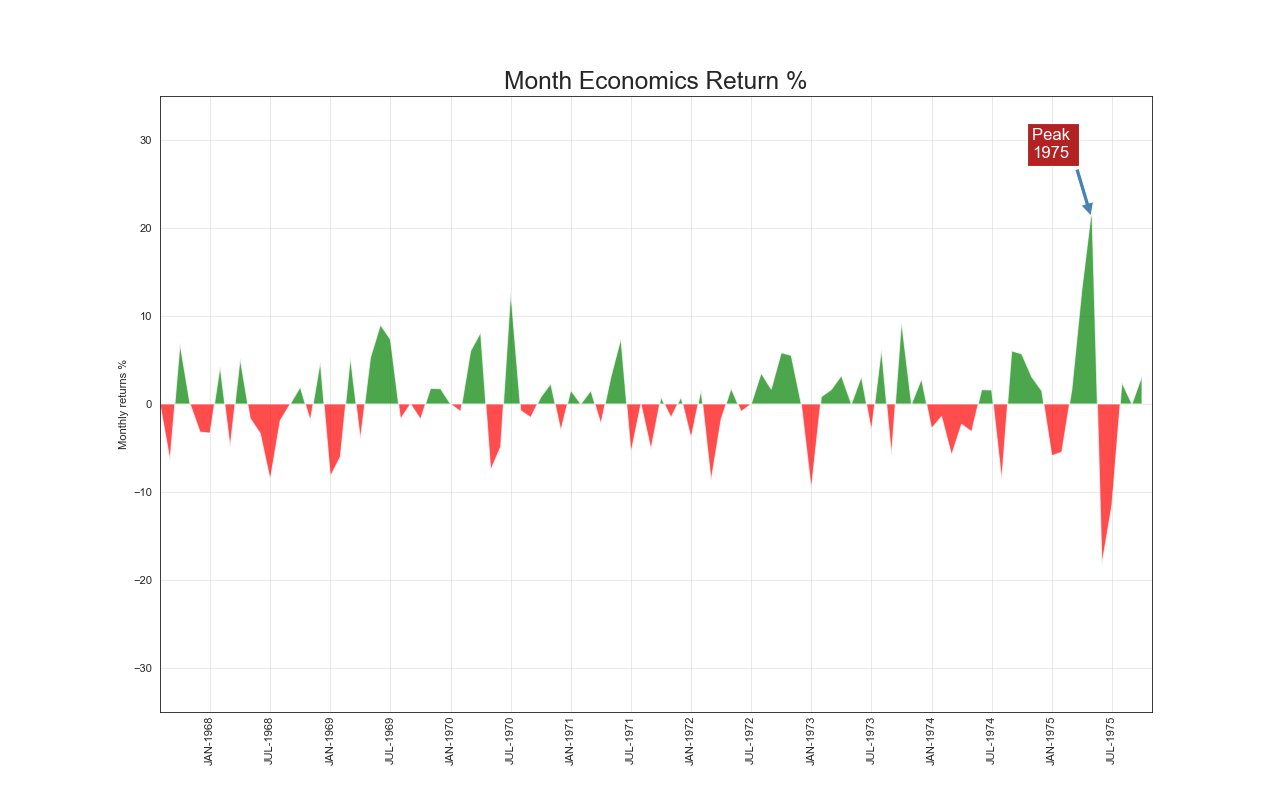 Month Economics Return %
Peak
1975
Monthly returns %
30
20
10
0
−10
−20
−30
JAN-1968
JUL-1968
JAN-1969
JUL-1969
JAN-1970
JUL-1970
JAN-1971
JUL-1971
JAN-1972
JUL-1972
JAN-1973
JUL-1973
JAN-1974
JUL-1974
JAN-1975
JUL-1975